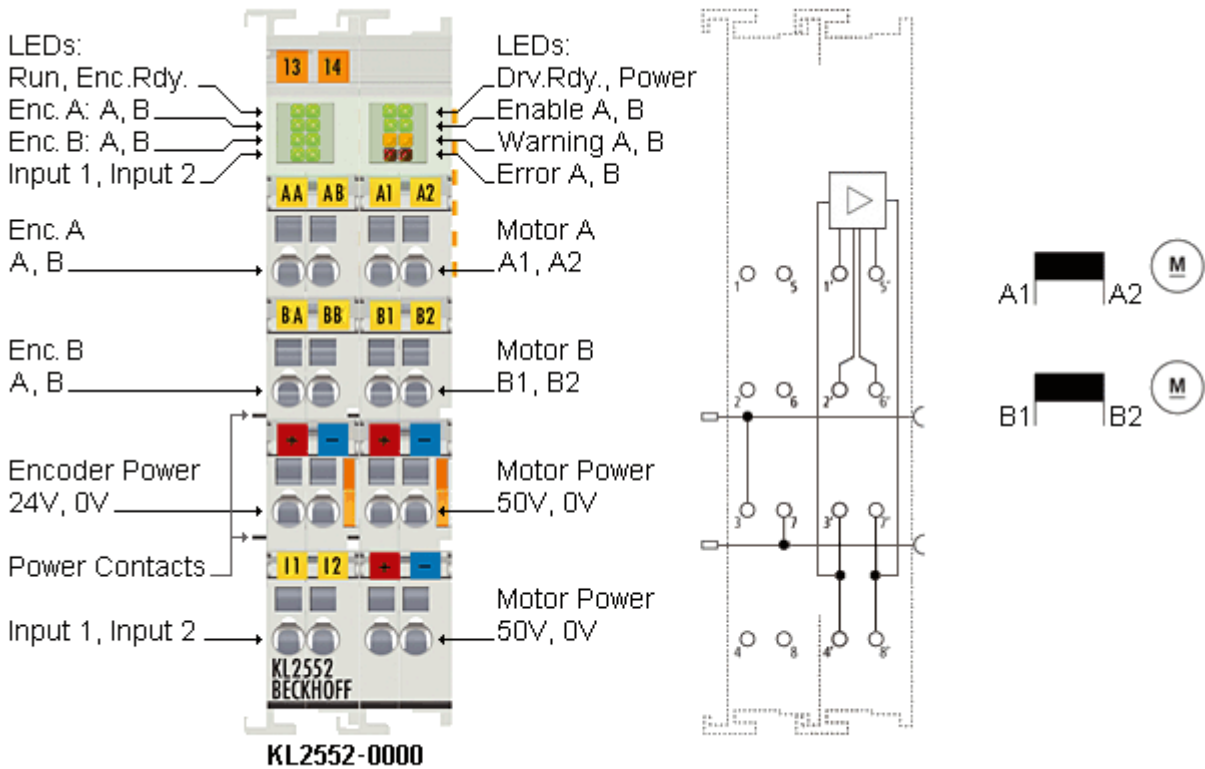 LEDs:
Run, Enc.Rdy.
Enc. A: A, B
Enc. B: A, B
Input 1, Input 2
Enc. A
A, B
Enc. B
A, B
Encoder Power
24V, 0V
Power Contacts
Input 1, Input 2
13 14
AA AB A1 A2
BA BB B1 B2
+ - + -
I1 I2 + -
KL2552
BECKHOFF
KL2552-0000
LEDs:
Drv.Rdy., Power
Enable A, B
Warning A, B
Error A, B
Motor A
A1, A2
Motor B
B1, B2
Motor Power
50V, 0V
Motor Power
50V, 0V
1 5 1' 5'
2 6 2' 6'
3 7 3' 7'
4 8 4' 8'
A1 A2 M
B1 B2 M